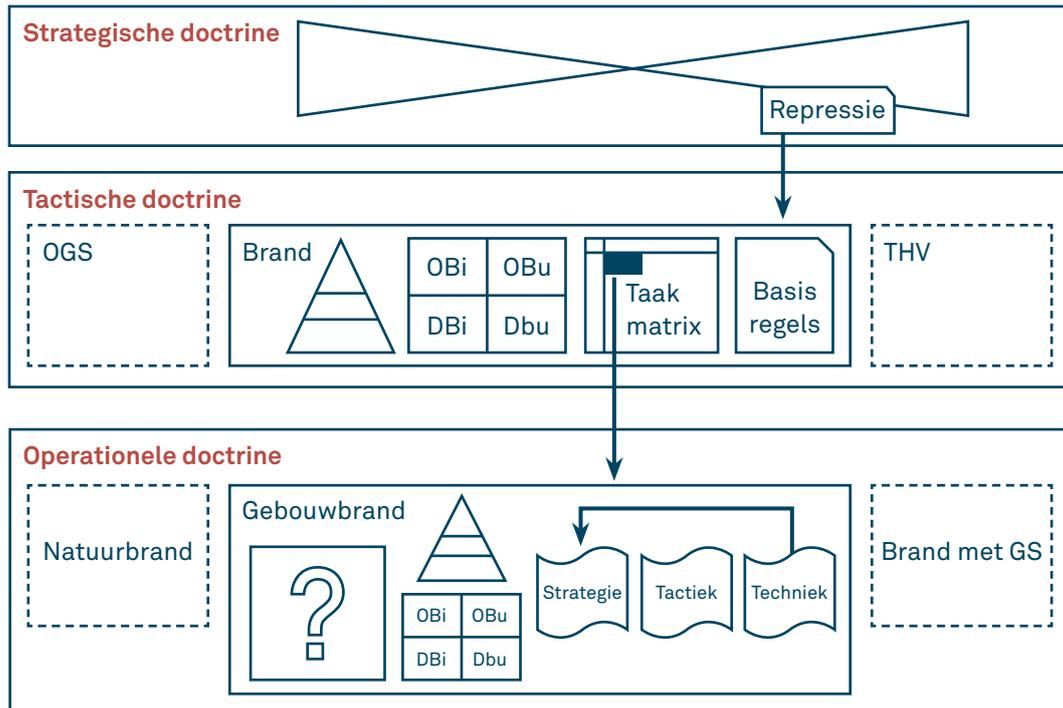 Strategische doctrine
Repressie
Tactische doctrine
OGS
Brand
OBi
OBu
DBi
Dbu
Taak
matrix
Basis
regels
THV
Operationele doctrine
Natuurbrand
Gebouwbrand
?
OBi
OBu
DBi
Dbu
Strategie
Tactiek
Techniek
Brand met GS